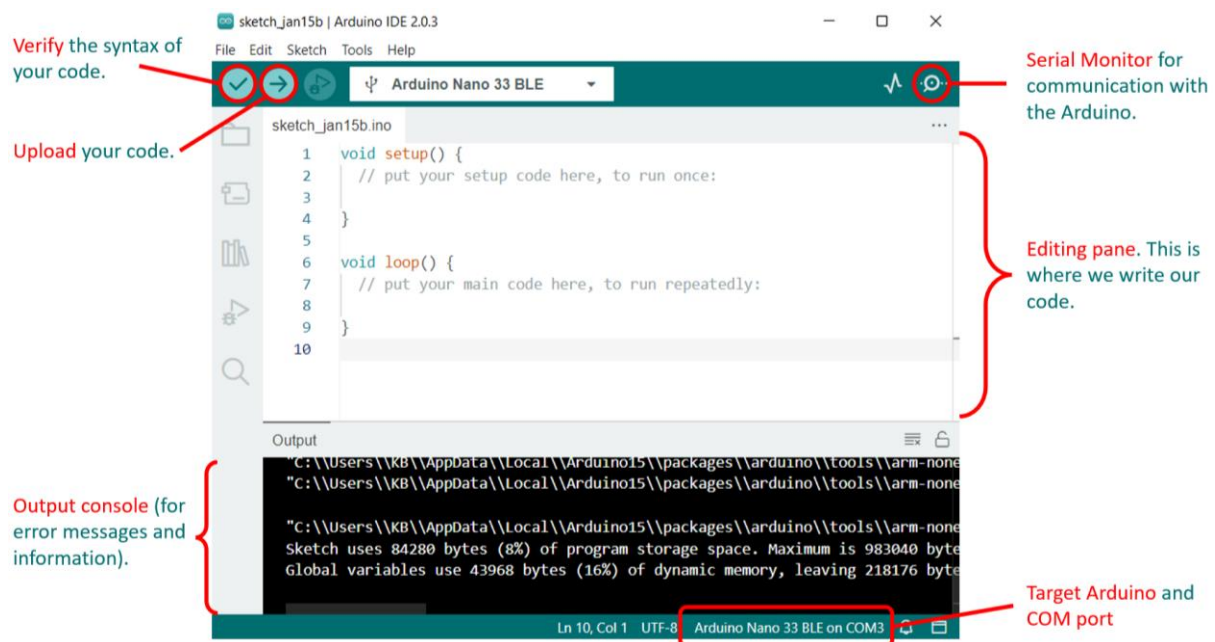 sketch_jan15b | Arduino IDE 2.0.3
File Edit Sketch Tools Help
Verify the syntax of
your code.
Arduino Nano 33 BLE
Serial Monitor for
communication with
the Arduino.
Upload your code.
sketch_jan15b.ino
1 void setup() {
2 // put your setup code here, to run once:
3
4 }
5
6 void loop() {
7 // put your main code here, to run repeatedly:
8
9 }
10
Editing pane. This is
where we write our
code.
Output
"C:\\Users\\KB\\AppData\\Local\\Arduino15\\packages\\arduino\\tools\\arm-none
"C:\\Users\\KB\\AppData\\Local\\Arduino15\\packages\\arduino\\tools\\arm-none
"C:\\Users\\KB\\AppData\\Local\\Arduino15\\packages\\arduino\\tools\\arm-none
Sketch uses 84280 bytes (8%) of program storage space. Maximum is 983040 byte
Global variables use 43968 bytes (16%) of dynamic memory, leaving 218176 byte
Output console (for
error messages and
information).
Ln 10, Col 1 UTF-8 Arduino Nano 33 BLE on COM3
Target Arduino and
COM port